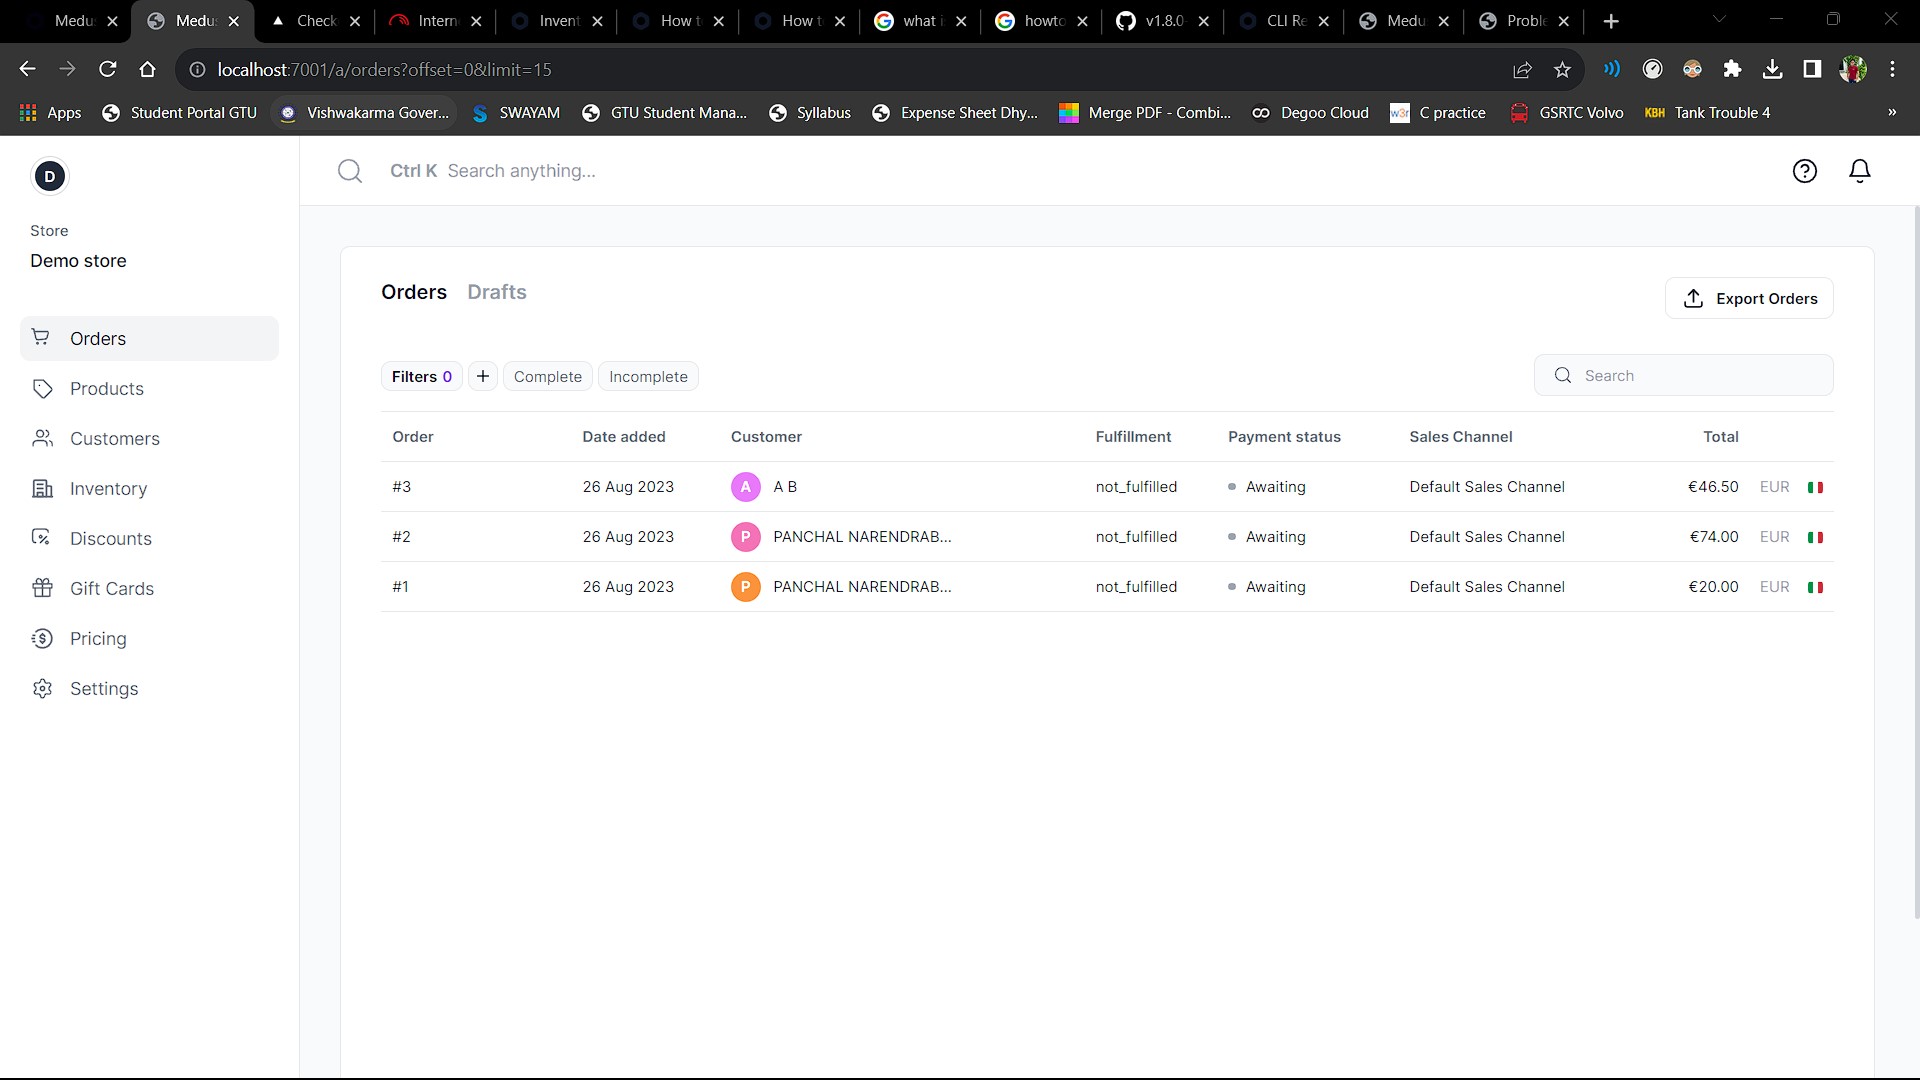 Medus Medus Check Intern Invent How t How t what i howto v1.8.0 CLI Re Medu Proble
localhost:7001/a/orders?offset=0&limit=15
Apps Student Portal GTU Vishwakarma Gover... SWAYAM GTU Student Mana... Syllabus Expense Sheet Dhy... Merge PDF - Combi... Degoo Cloud w3r C practice GSRTC Volvo KBH Tank Trouble 4 »
D
Ctrl K Search anything...
Store
Demo store
Orders
Products
Customers
Inventory
Discounts
Gift Cards
Pricing
Settings
Orders Drafts
Export Orders
Filters 0 + Complete Incomplete
Search
Order Date added Customer Fulfillment Payment status Sales Channel Total
#3 26 Aug 2023 A A B not_fulfilled Awaiting Default Sales Channel €46.50 EUR
#2 26 Aug 2023 P PANCHAL NARENDRAB... not_fulfilled Awaiting Default Sales Channel €74.00 EUR
#1 26 Aug 2023 P PANCHAL NARENDRAB... not_fulfilled Awaiting Default Sales Channel €20.00 EUR